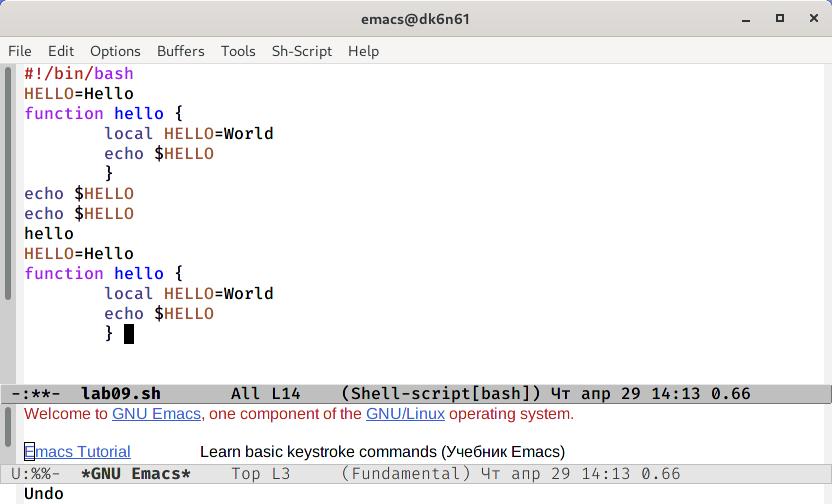 emacs@dk6n61
File Edit Options Buffers Tools Sh-Script Help
#!/bin/bash
HELLO=Hello
function hello {
        local HELLO=World
        echo $HELLO
        }
echo $HELLO
echo $HELLO
hello
HELLO=Hello
function hello {
        local HELLO=World
        echo $HELLO
        }
-:**-  lab09.sh       All L14    (Shell-script[bash]) Чт апр 29 14:13 0.66
Welcome to GNU Emacs, one component of the GNU/Linux operating system.
Emacs Tutorial        Learn basic keystroke commands (Учебник Emacs)
U:%%-  *GNU Emacs*    Top L3     (Fundamental) Чт апр 29 14:13 0.66
Undo